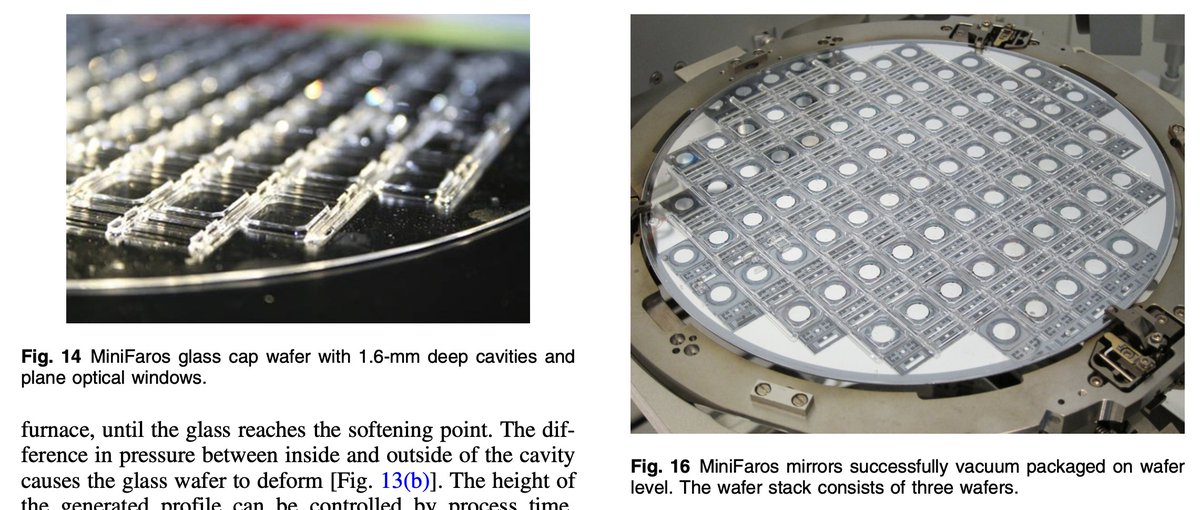 Fig. 14 MiniFaros glass cap wafer with 1.6-mm deep cavities and
plane optical windows.
furnace, until the glass reaches the softening point. The dif-
ference in pressure between inside and outside of the cavity
causes the glass wafer to deform [Fig. 13(b)]. The height of
the generated profile can be controlled by process time,
Fig. 16 MiniFaros mirrors successfully vacuum packaged on wafer
level. The wafer stack consists of three wafers.